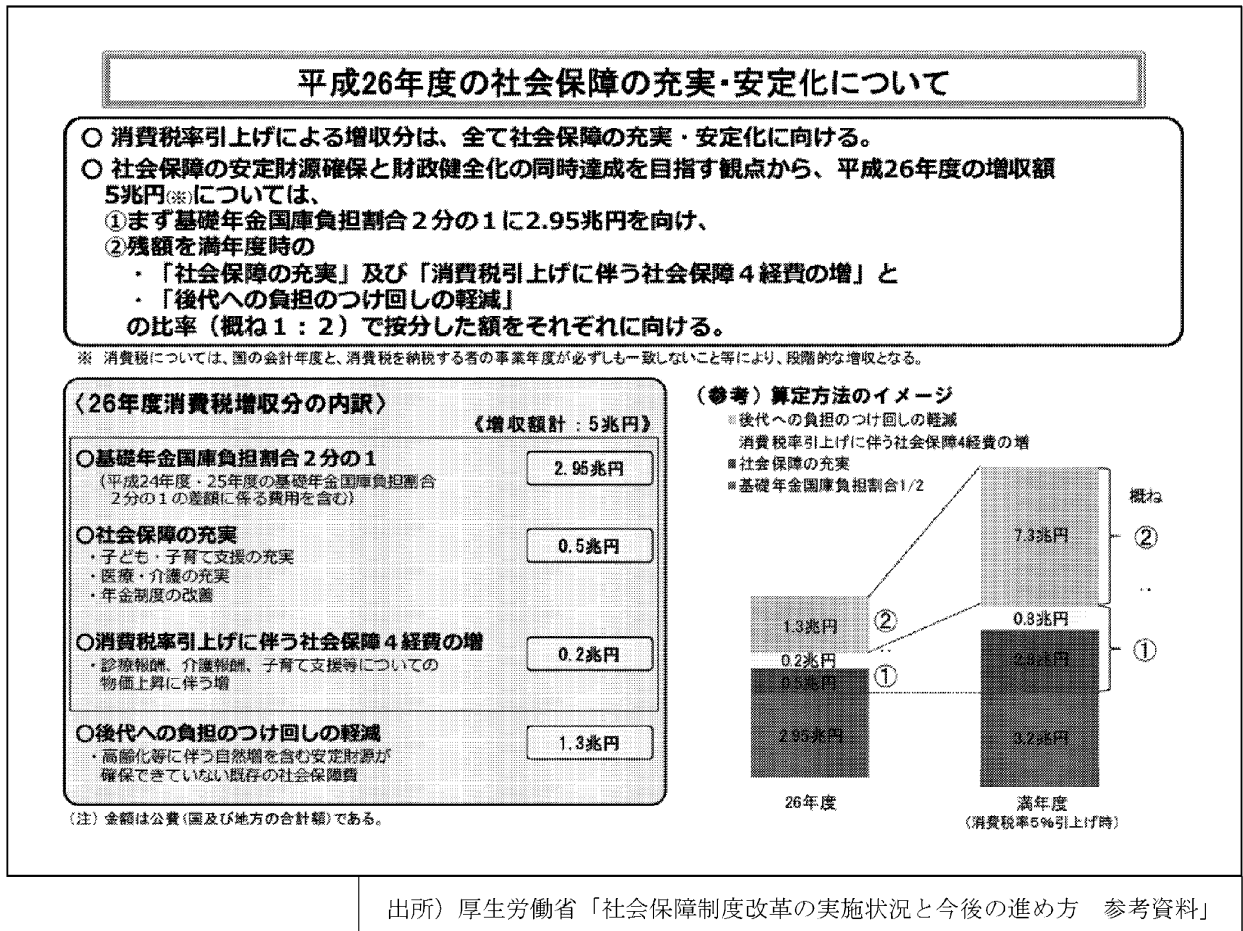 平成26年度の社会保障の充実・安定化について
○ 消費税率引上げによる増収分は、全て社会保障の充実・安定化に向ける。
○ 社会保障の安定財源確保と財政健全化の同時達成を目指す観点から、平成26年度の増収額
5兆円(※)については、
①まず基礎年金国庫負担割合2分の1に2.95兆円を向け、
②残額を満年度時の
・「社会保障の充実」及び「消費税引上げに伴う社会保障4経費の増」と
・「後代への負担のつけ回しの軽減」
の比率（概ね1：2）で按分した額をそれぞれに向ける。
※ 消費税については、国の会計年度と、消費税を納税する者の事業年度が必ずしも一致しないこと等により、段階的な増収となる。
〈26年度消費税増収分の内訳〉
《増収額計：5兆円》
○基礎年金国庫負担割合2分の1
2.95兆円
(平成24年度・25年度の基礎年金国庫負担割合
2分の1の差額に係る費用を含む)
○社会保障の充実
0.5兆円
・子ども・子育て支援の充実
・医療・介護の充実
・年金制度の改善
○消費税率引上げに伴う社会保障4経費の増
0.2兆円
・診療報酬、介護報酬、子育て支援等についての
物価上昇に伴う増
○後代への負担のつけ回しの軽減
1.3兆円
・高齢化等に伴う自然増を含む安定財源が
確保できていない既存の社会保障費
(注) 金額は公費(国及び地方の合計額)である。
(参考) 算定方法のイメージ
後代への負担のつけ回しの軽減
消費税率引上げに伴う社会保障4経費の増
社会保障の充実
基礎年金国庫負担割合1/2
1.3兆円
②
0.2兆円
：
0.5兆円
①
2.95兆円
26年度
概ね
7.3兆円
②
：
0.8兆円
2.8兆円
①
3.2兆円
満年度
(消費税率5%引上げ時)
出所）厚生労働省「社会保障制度改革の実施状況と今後の進め方　参考資料」